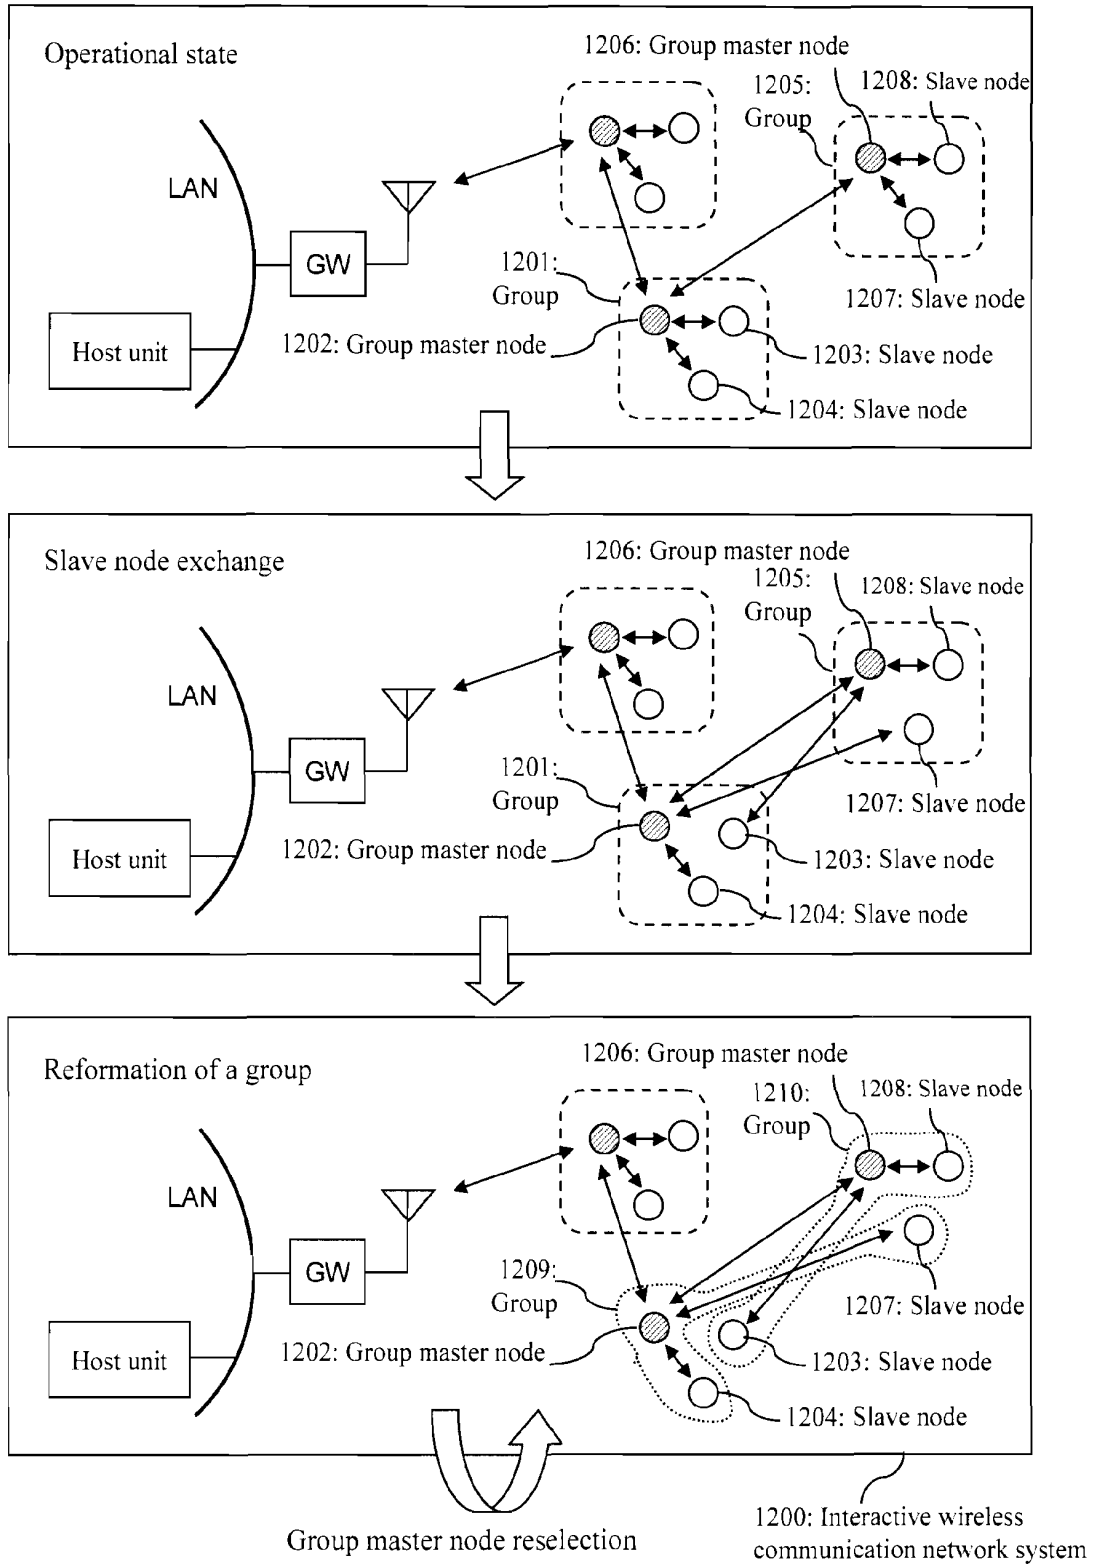 Operational state
1206: Group master node
1205:
Group
1208: Slave node
LAN
GW
1201:
Group
1207: Slave node
Host unit
1202: Group master node
1203: Slave node
1204: Slave node
Slave node exchange
1206: Group master node
1205:
Group
1208: Slave node
LAN
GW
1201:
Group
1207: Slave node
Host unit
1202: Group master node
1203: Slave node
1204: Slave node
Reformation of a group
1206: Group master node
1210:
Group
1208: Slave node
LAN
GW
1209:
Group
1207: Slave node
Host unit
1202: Group master node
1203: Slave node
1204: Slave node
Group master node reselection
1200: Interactive wireless
communication network system